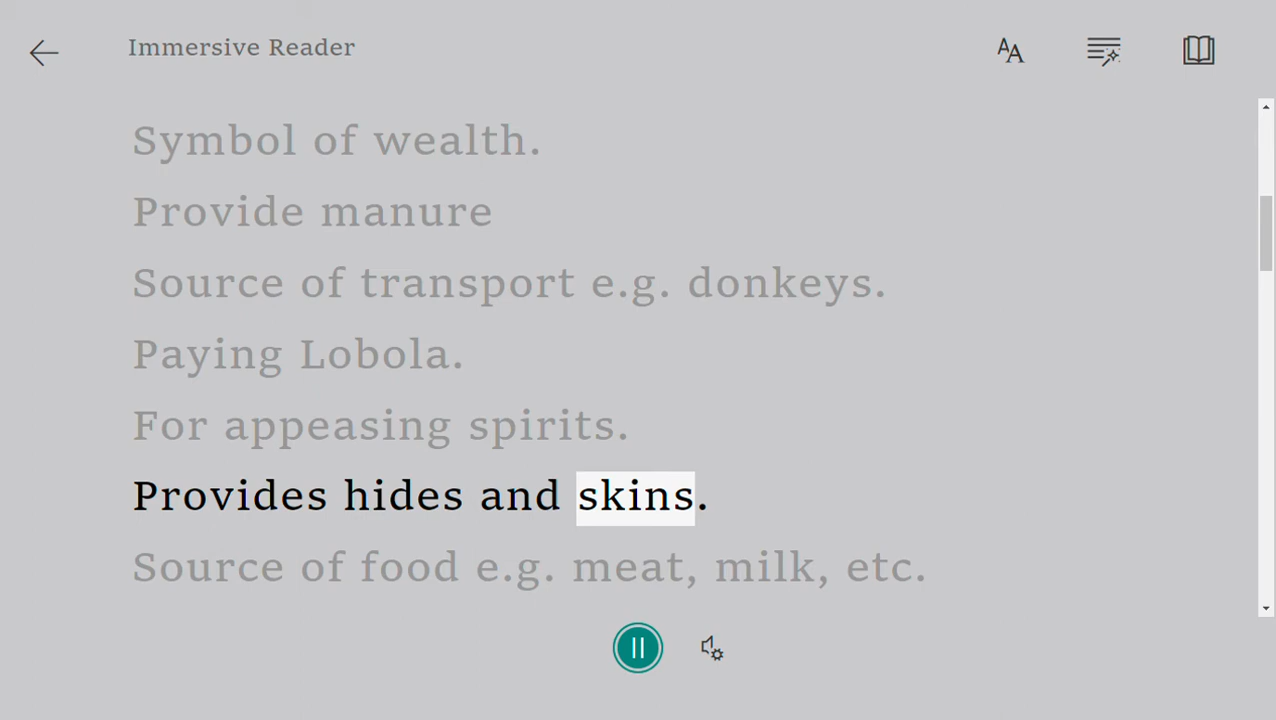 Immersive Reader
Symbol of wealth.
Provide manure
Source of transport e.g. donkeys.
Paying Lobola.
For appeasing spirits.
Provides hides and skins.
Source of food e.g. meat, milk, etc.